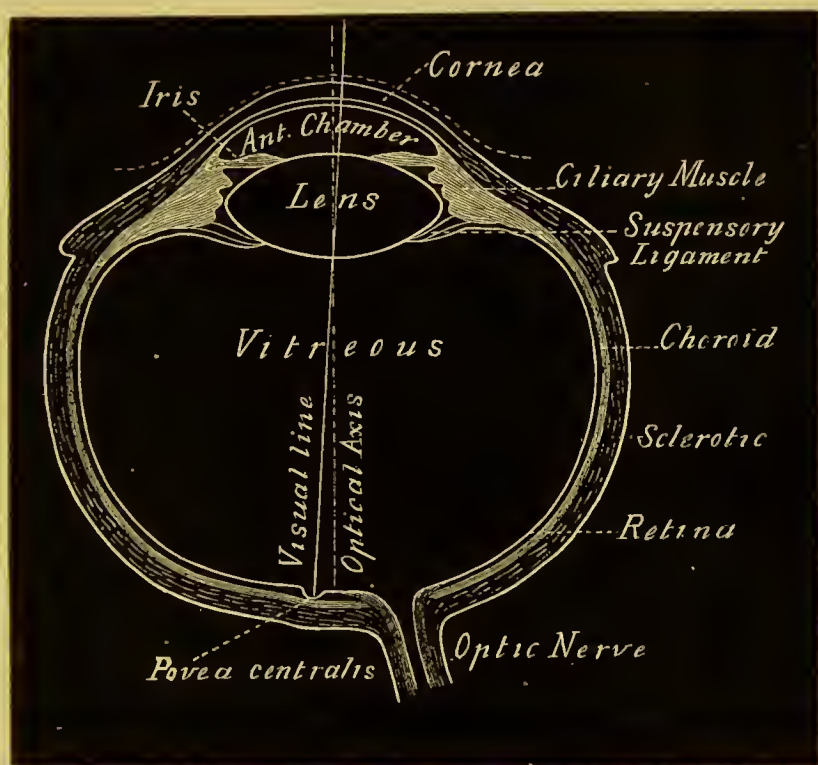 Cornea
Iris
Ant. Chamber
Lens
Ciliary Muscle
Suspensory
Ligament
Vitreous
Choroid
Visual line
Optical Axis
Sclerotic
Retina
Povea centralis
Optic Nerve